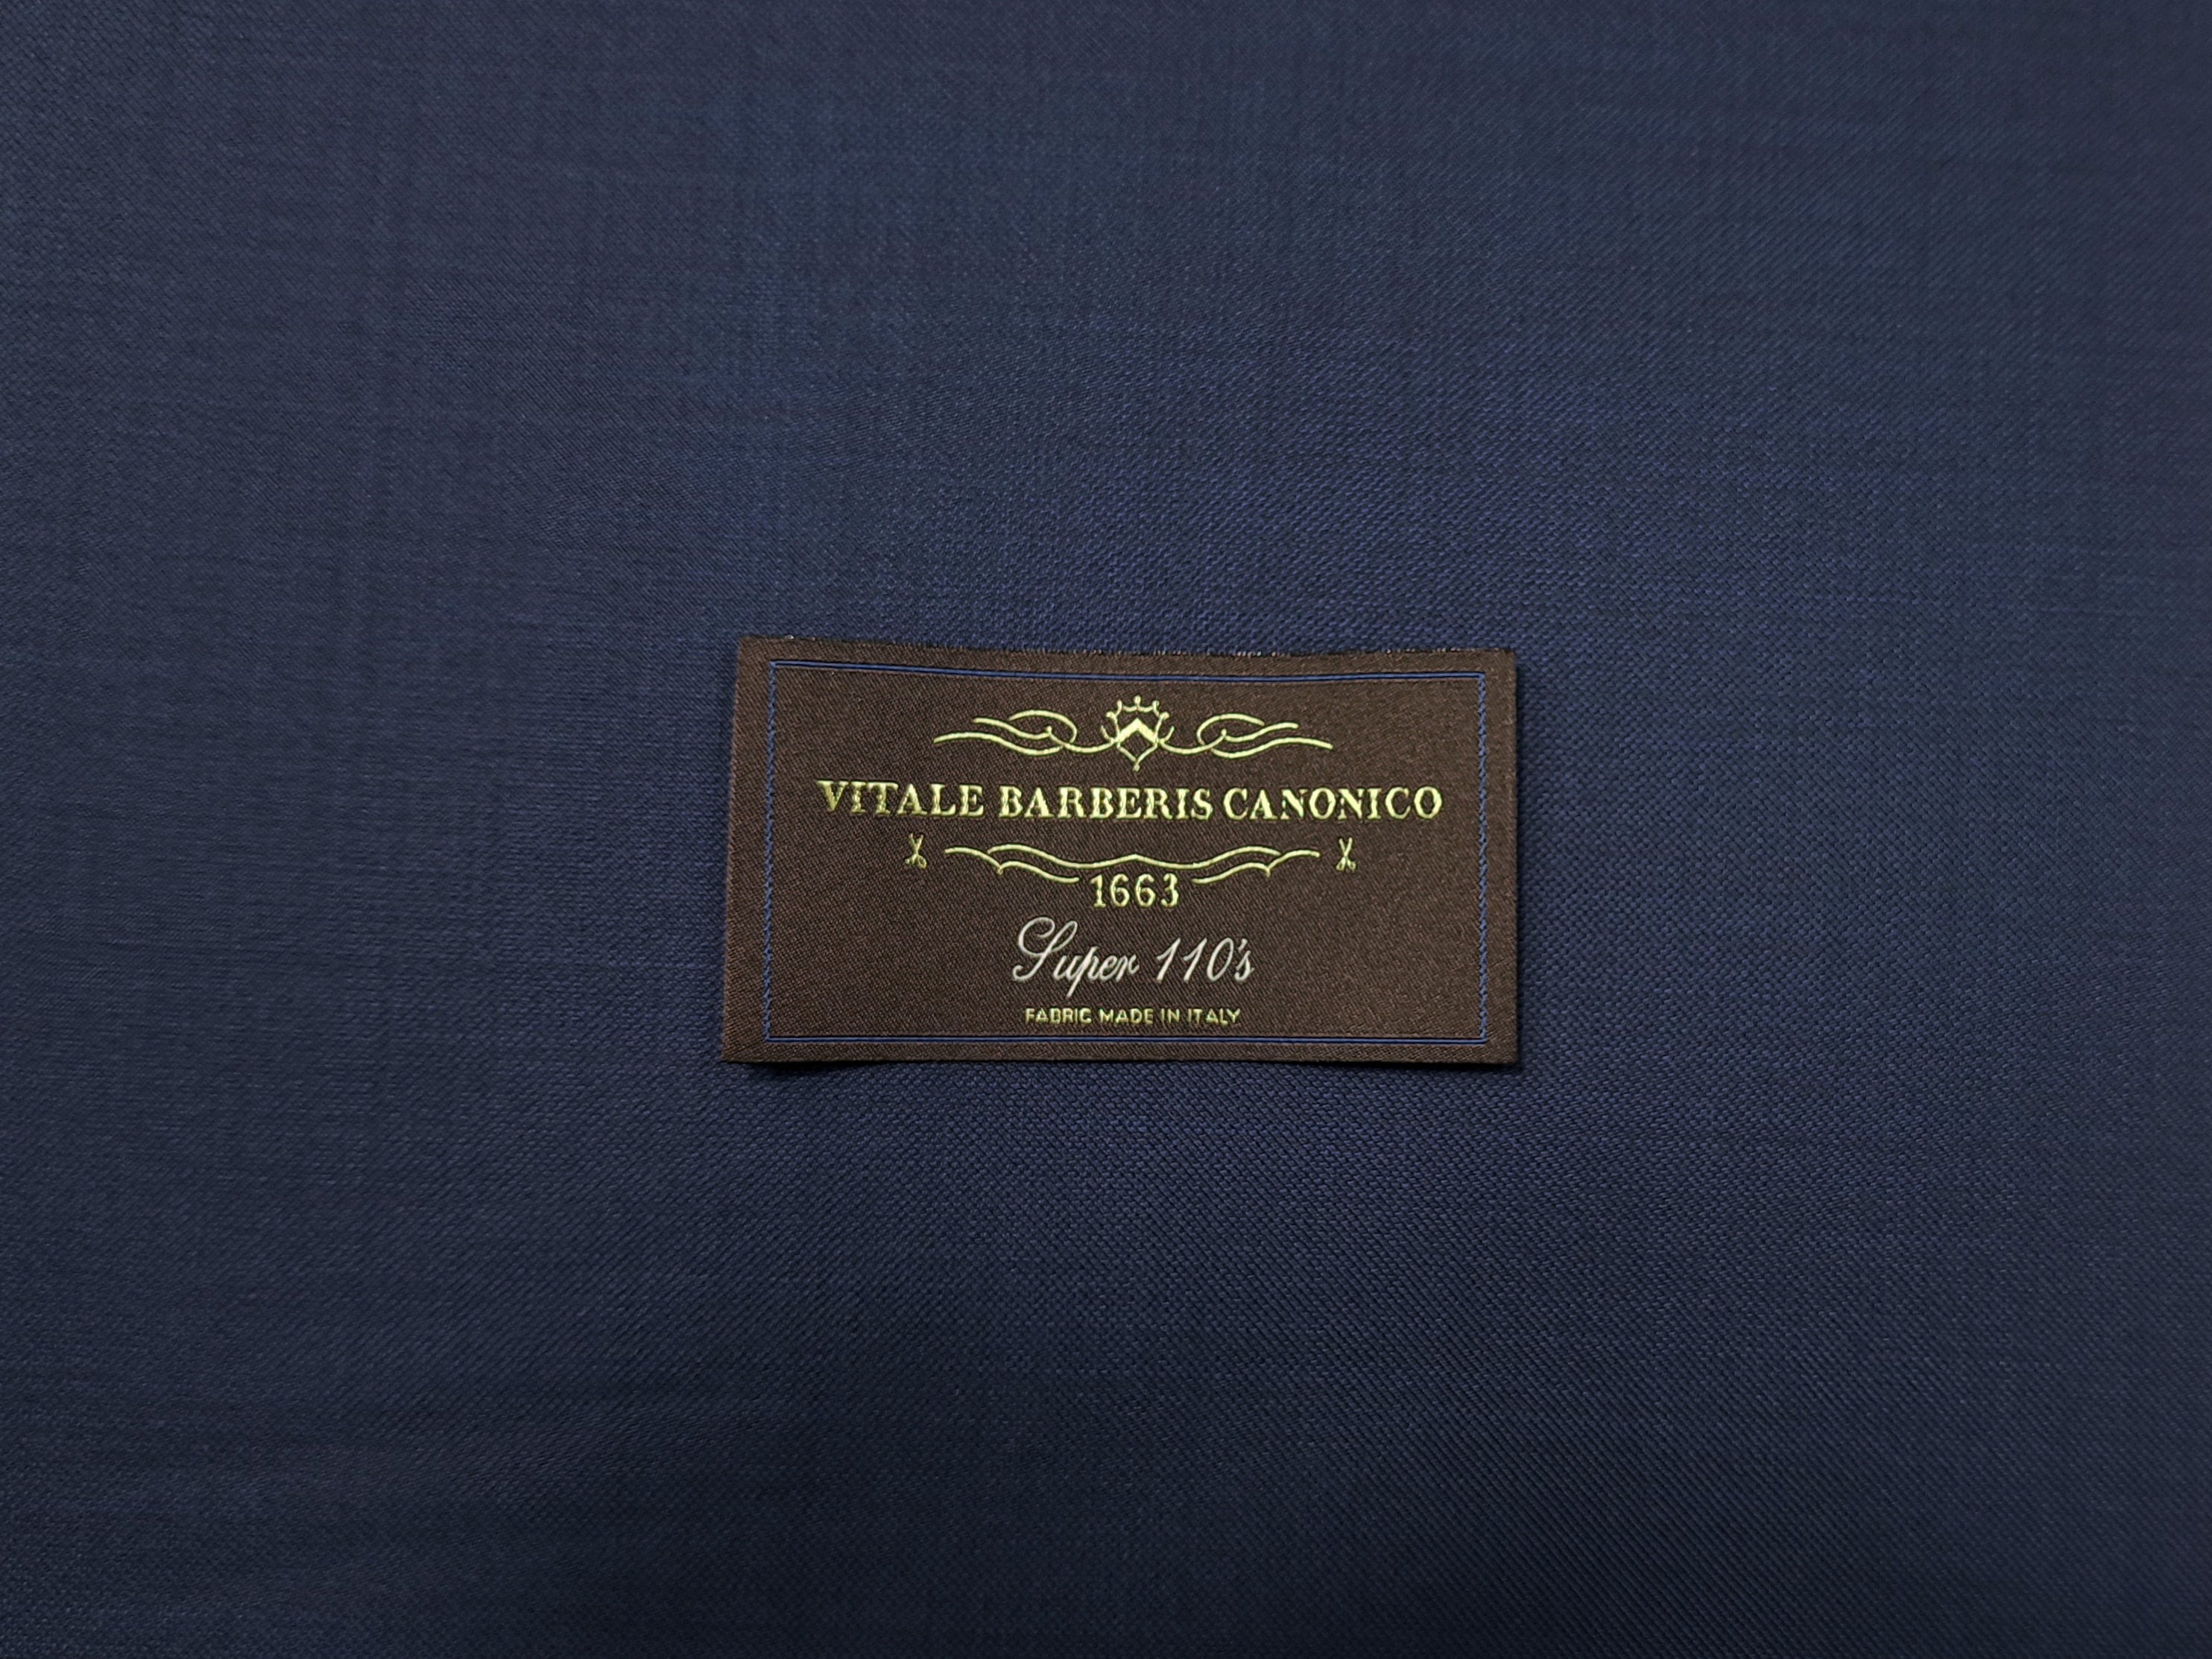 VITALE BARBERIS CANONICO
1663
Super 110's
FABRIC MADE IN ITALY